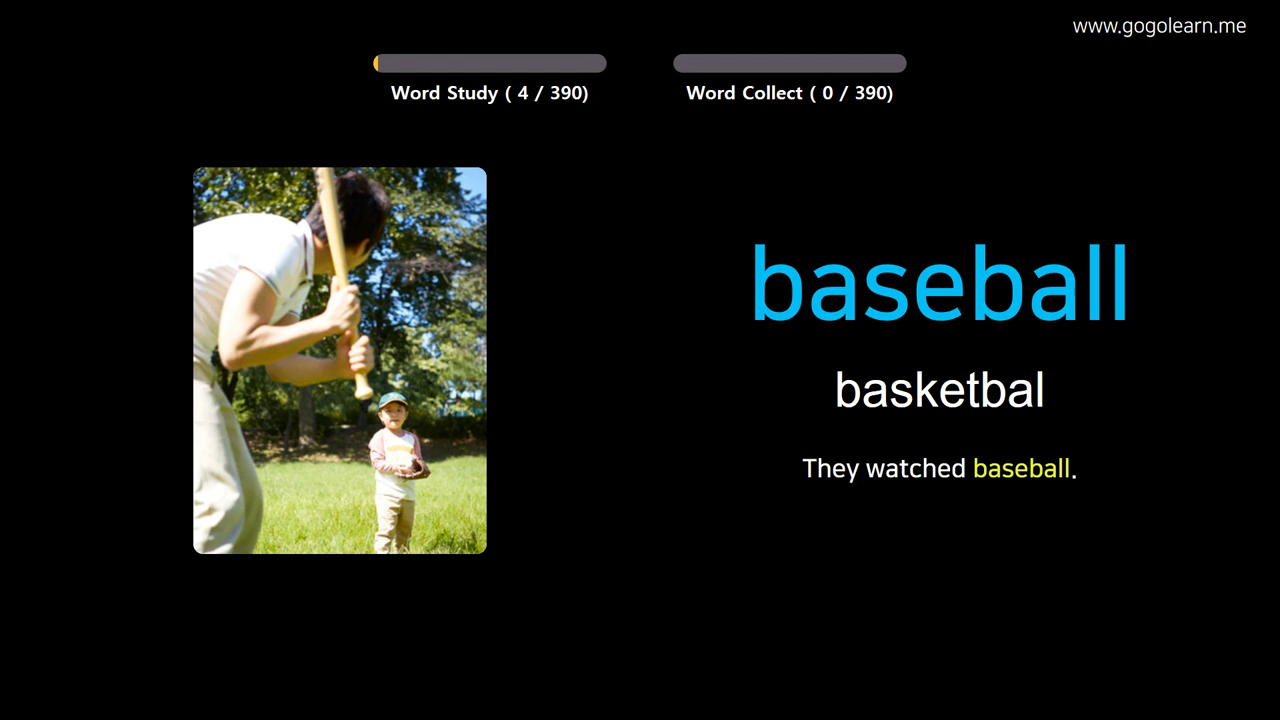 www.gogolearn.me
Word Study ( 4 / 390)
Word Collect ( 0 / 390)
baseball
basketbal
They watched baseball.